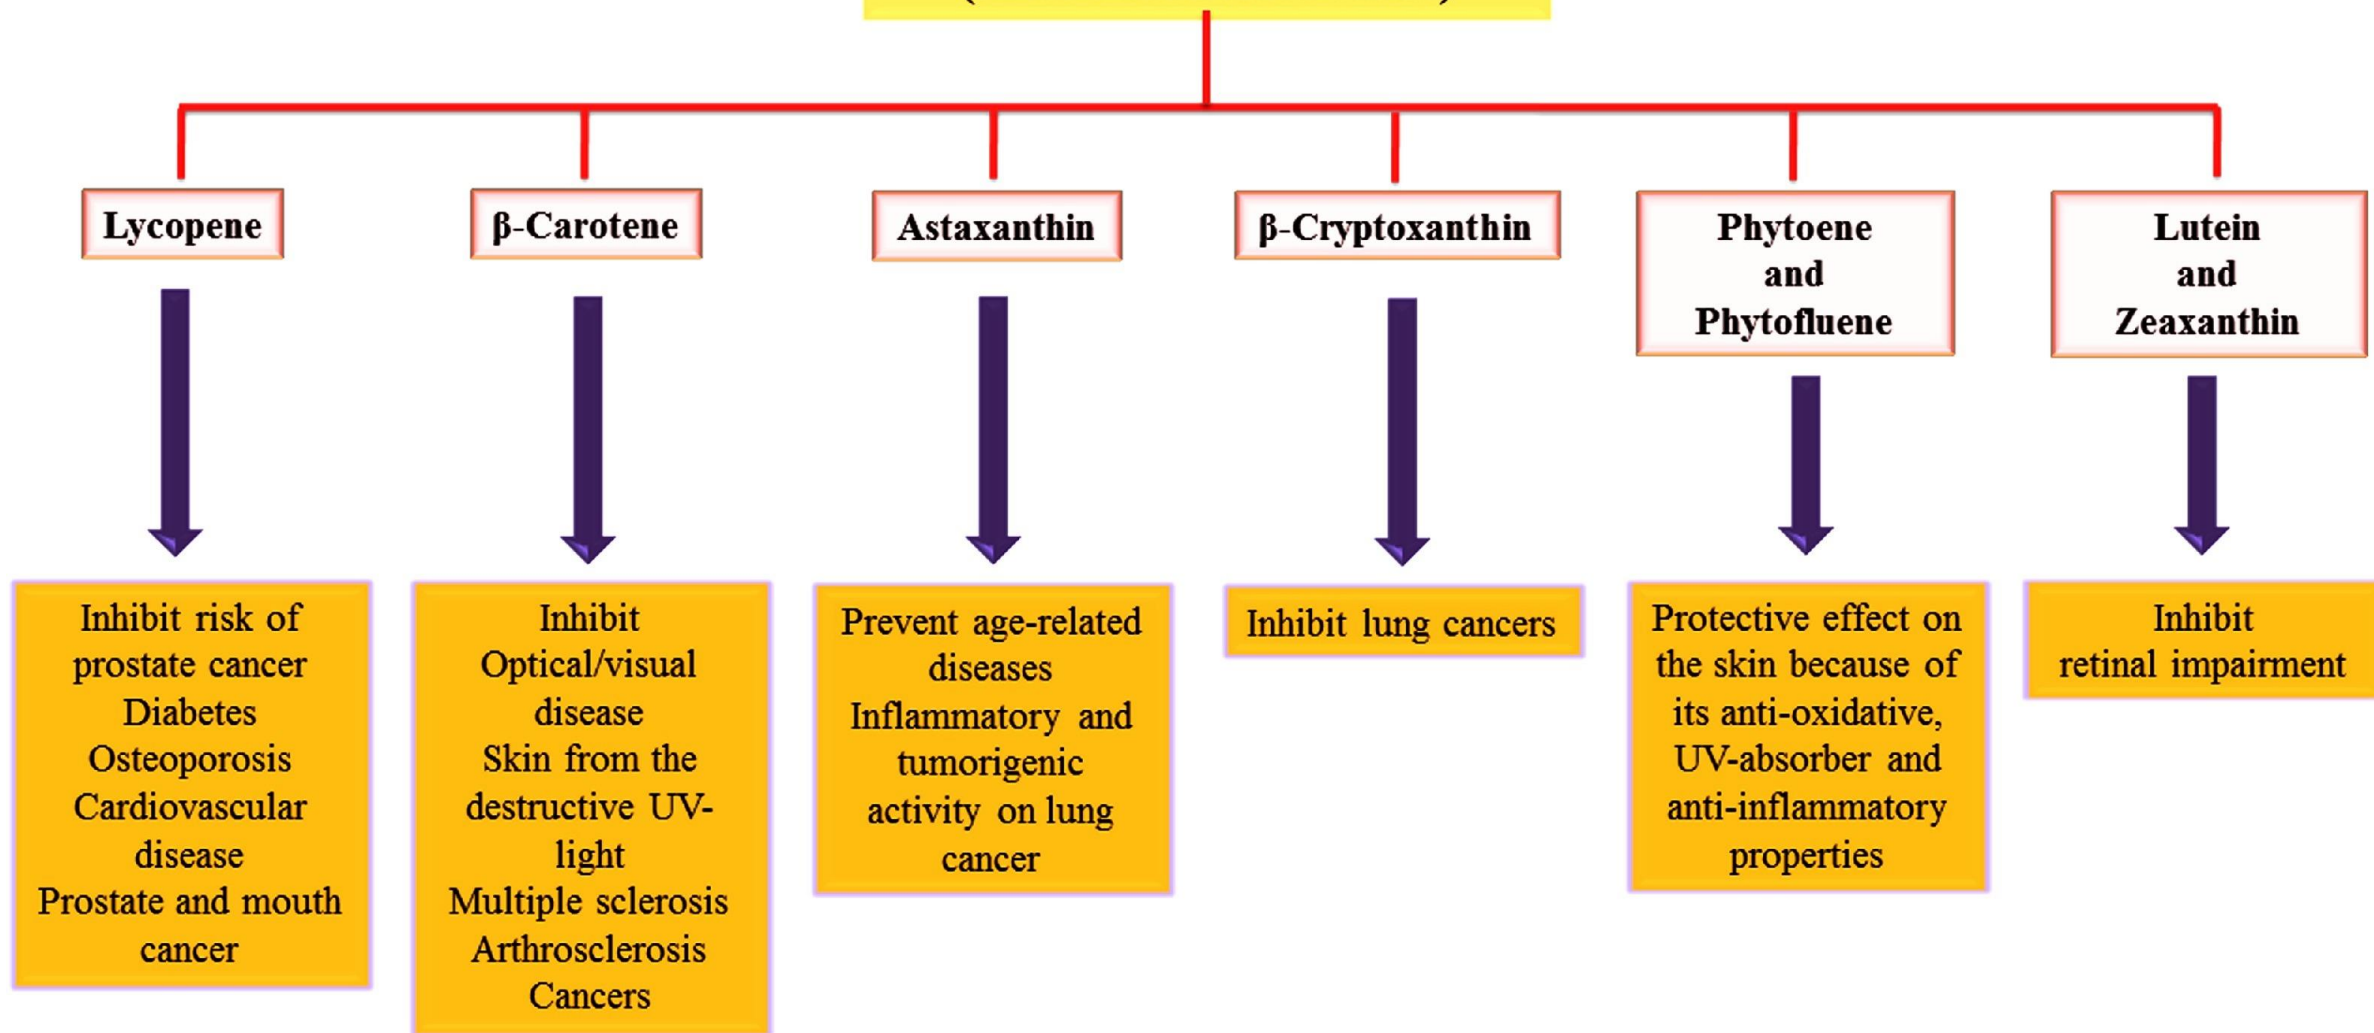 Lycopene
β-Carotene
Astaxanthin
β-Cryptoxanthin
Phytoene
and
Phytofluene
Lutein
and
Zeaxanthin
Inhibit risk of
prostate cancer
Diabetes
Osteoporosis
Cardiovascular
disease
Prostate and mouth
cancer
Inhibit
Optical/visual
disease
Skin from the
destructive UV-
light
Multiple sclerosis
Arthrosclerosis
Cancers
Prevent age-related
diseases
Inflammatory and
tumorigenic
activity on lung
cancer
Inhibit lung cancers
Protective effect on
the skin because of
its anti-oxidative,
UV-absorber and
anti-inflammatory
properties
Inhibit
retinal impairment